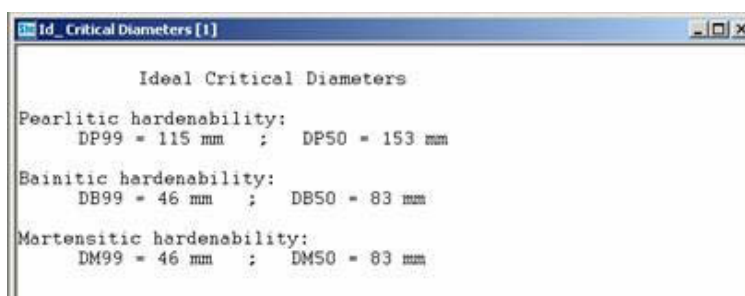 Id_ Critical Diameters [1]
Ideal Critical Diameters
Pearlitic hardenability:
DP99 = 115 mm ; DP50 = 153 mm
Bainitic hardenability:
DB99 = 46 mm ; DB50 = 83 mm
Martensitic hardenability:
DM99 = 46 mm ; DM50 = 83 mm